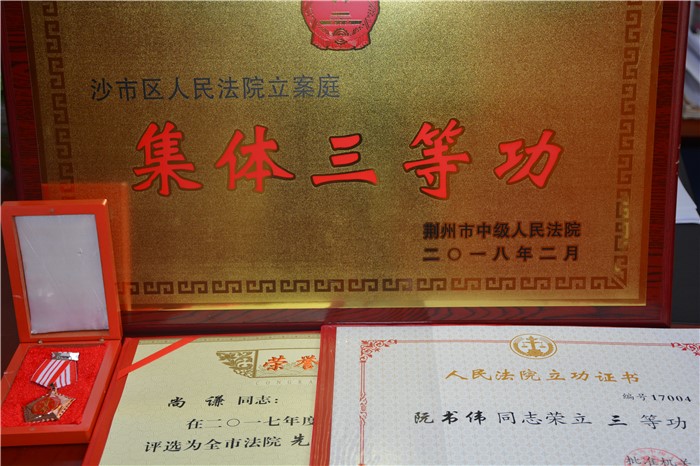 沙市区人民法院立案庭
集体三等功
荆州市中级人民法院
二〇一八年二月
荣誉
尚谦同志:
在二〇一七年度
评选为全市法院 先
人民法院立功证书
编号17004
阮书伟同志荣立 三 等功
批准机关